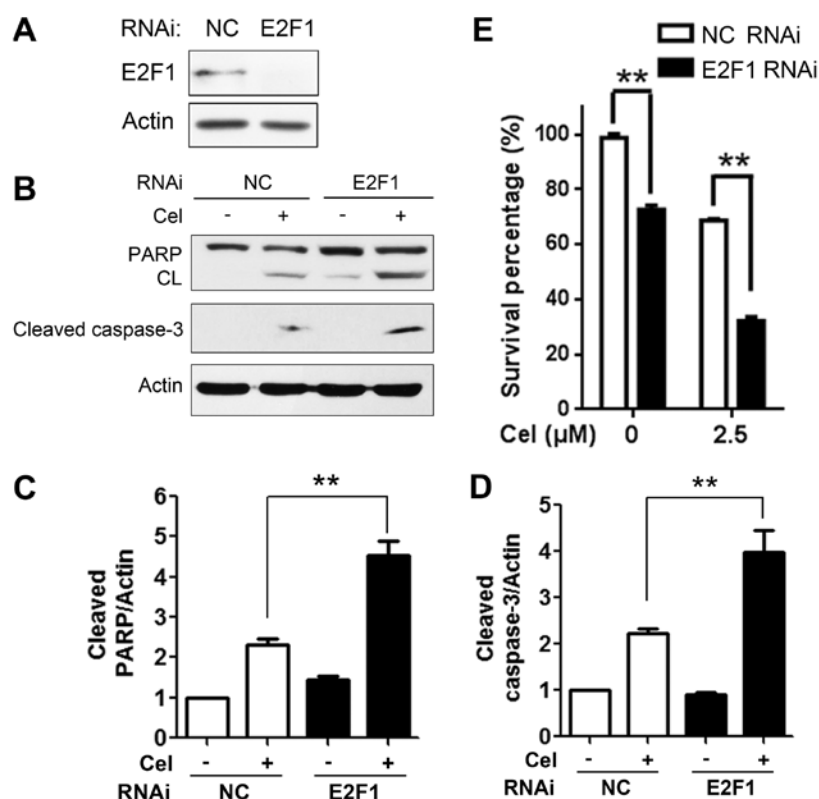 A
RNAi: NC E2F1
E2F1
Actin
B
RNAi NC E2F1
Cel - + - +
PARP
CL
Cleaved caspase-3
Actin
C
**
Cleaved
PARP/Actin
6
5
4
3
2
1
0
Cel - + - +
RNAi NC E2F1
D
**
Cleaved
caspase-3/Actin
5
4
3
2
1
0
Cel - + - +
RNAi NC E2F1
E
NC RNAi
E2F1 RNAi
**
**
Survival percentage (%)
100
80
60
40
20
0
Cel (µM) 0 2.5